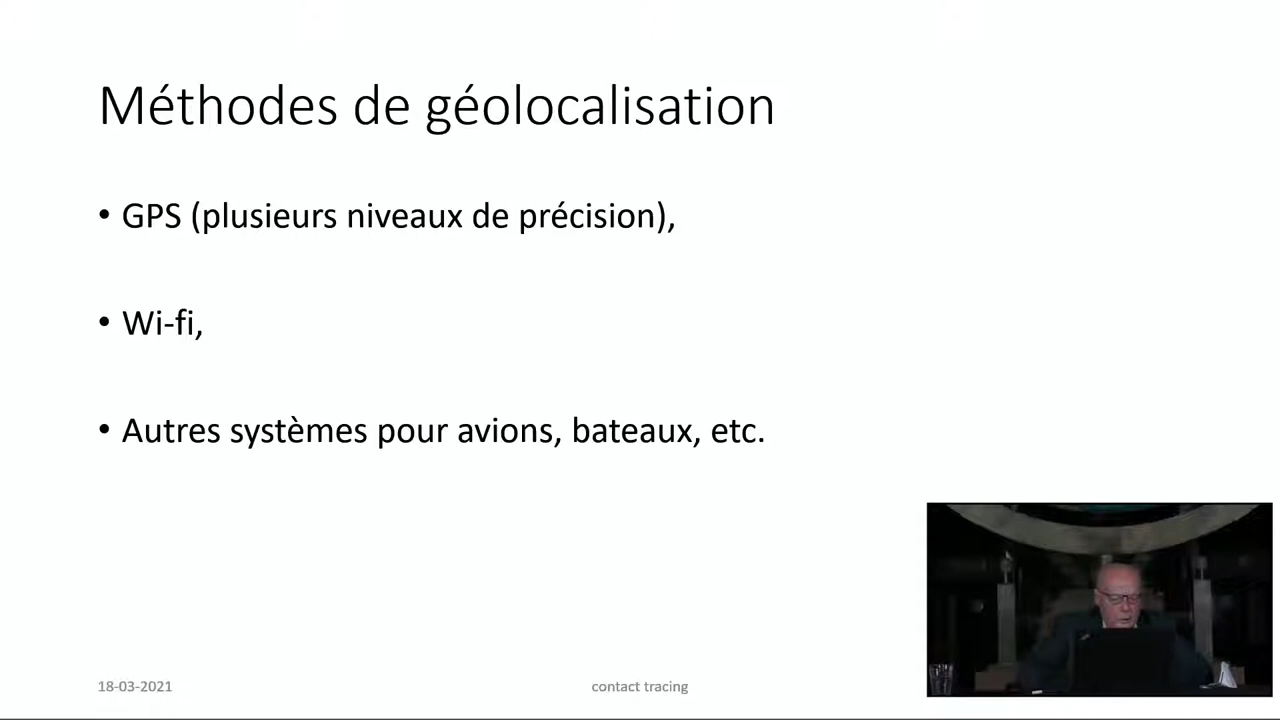 Méthodes de géolocalisation
• GPS (plusieurs niveaux de précision),
• Wi-fi,
• Autres systèmes pour avions, bateaux, etc.
18-03-2021
contact tracing